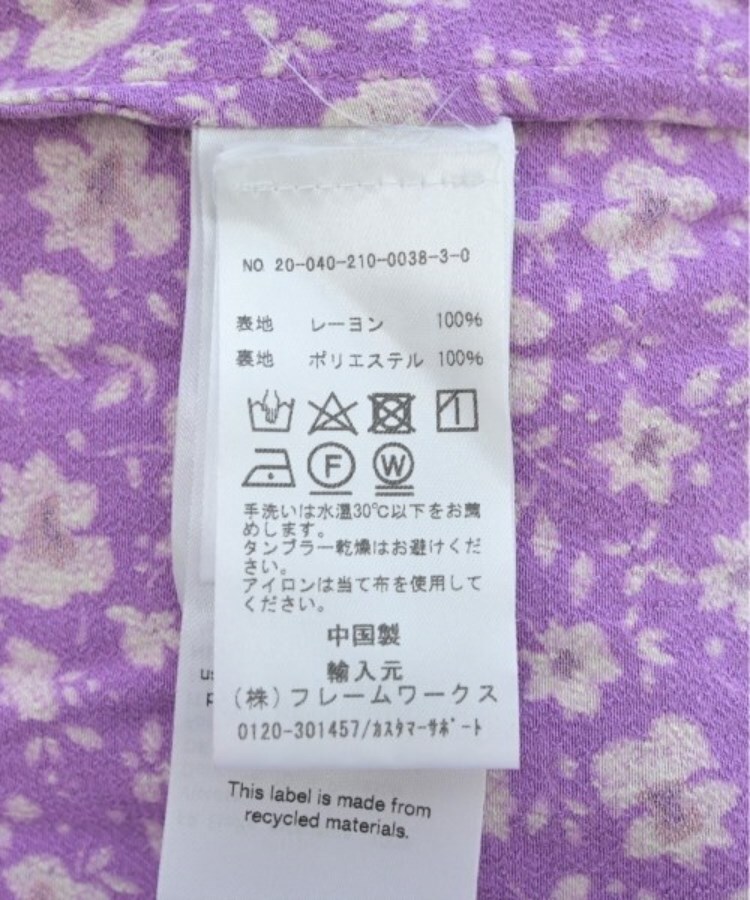 NO 20-040-210-0038-3-0
表地 レーヨン 100%
裏地 ポリエステル 100%
F W
手洗いは水温30℃以下をお薦
めします。
タンブラー乾燥はお避けくだ
さい。
アイロンは当て布を使用して
ください。
中国製
輸入元
(株)フレームワークス
0120-301457/ｶｽﾀﾏｰｻﾎﾟｰﾄ
This label is made from
recycled materials.